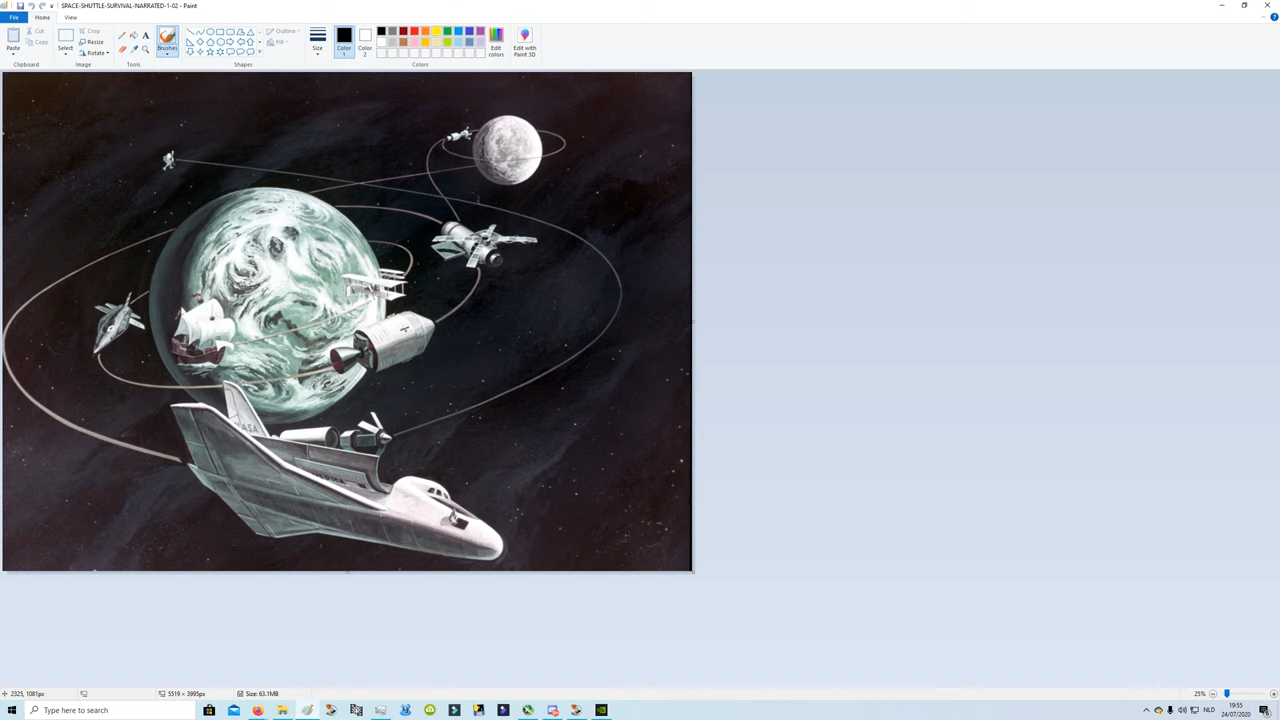 SPACE-SHUTTLE-SURVIVAL-NARRATED-1-02 - Paint
File
Home
View
Paste
Cut
Copy
Clipboard
Select
Crop
Resize
Rotate
Image
Tools
Brushes
Shapes
Outline
Fill
Size
Color 1
Color 2
Colors
Edit colors
Edit with Paint 3D
2325, 1081px
5519 × 3995px
Size: 63.1MB
25%
Type here to search
NLD
19:55
24/07/2020